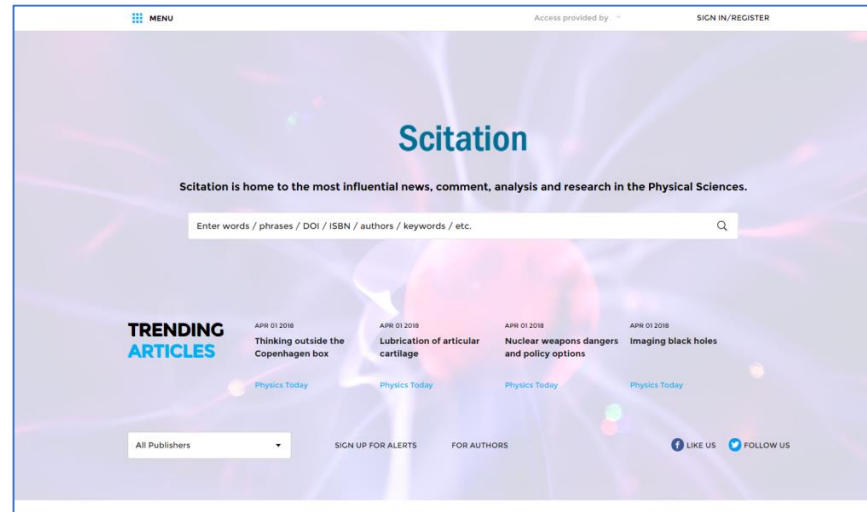 MENU
Access provided by
SIGN IN/REGISTER
Scitation
Scitation is home to the most influential news, comment, analysis and research in the Physical Sciences.
Enter words / phrases / DOI / ISBN / authors / keywords / etc.
TRENDING
ARTICLES
APR 01 2018
Thinking outside the
Copenhagen box
Physics Today
APR 01 2018
Lubrication of articular
cartilage
Physics Today
APR 01 2018
Nuclear weapons dangers
and policy options
Physics Today
APR 01 2018
Imaging black holes
Physics Today
All Publishers
SIGN UP FOR ALERTS
FOR AUTHORS
LIKE US
FOLLOW US